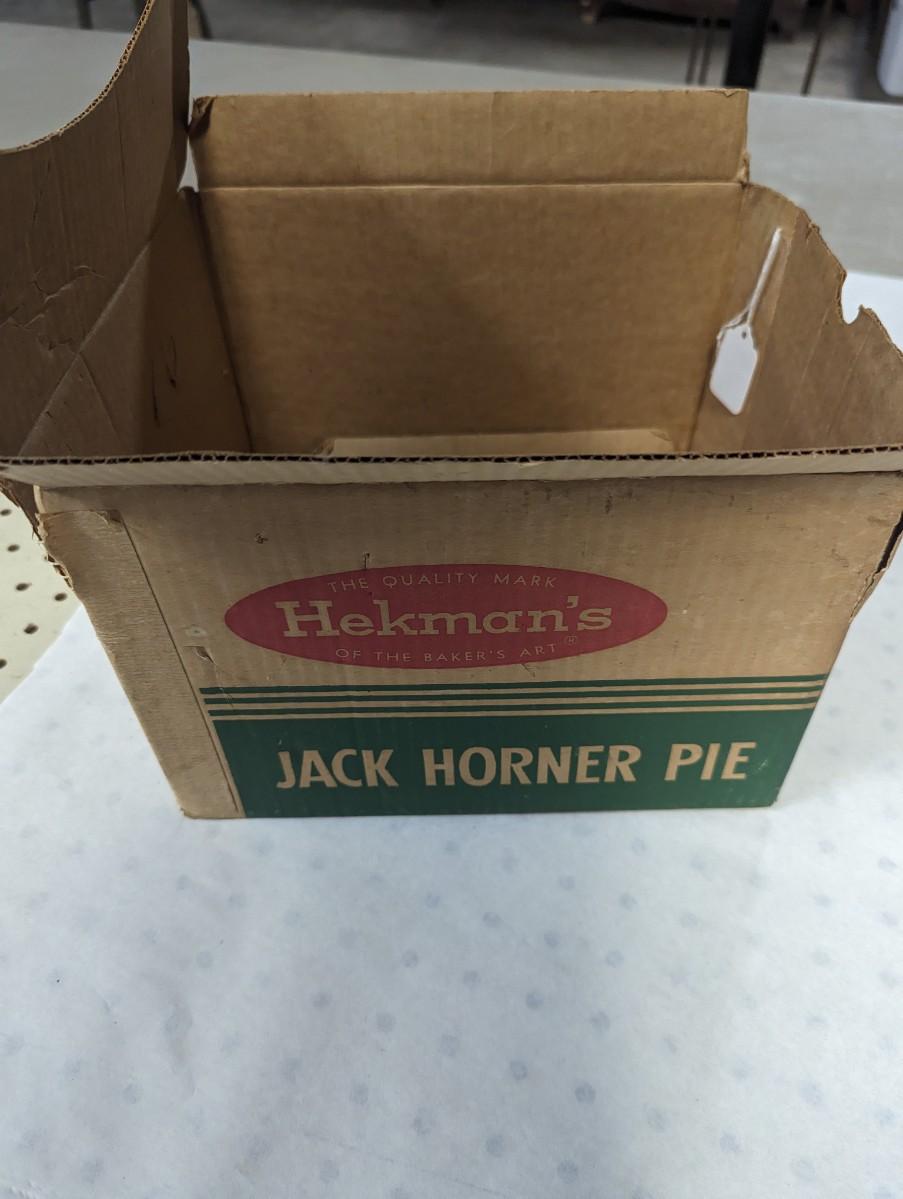 THE QUALITY MARK
Hekman's
OF THE BAKER'S ART ®
JACK HORNER PIE